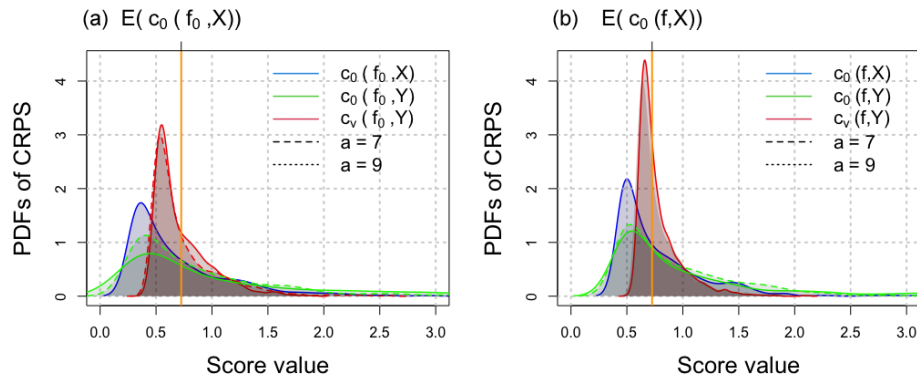 (a) E( c₀ ( f₀ ,X))
PDFs of CRPS
4
3
2
1
0
c₀ ( f₀ ,X)
c₀ ( f₀ ,Y)
cᵥ ( f₀ ,Y)
a = 7
a = 9
0.0 0.5 1.0 1.5 2.0 2.5 3.0
Score value
(b) E( c₀ (f,X))
PDFs of CRPS
4
3
2
1
0
c₀ (f,X)
c₀ (f,Y)
cᵥ (f,Y)
a = 7
a = 9
0.0 0.5 1.0 1.5 2.0 2.5 3.0
Score value